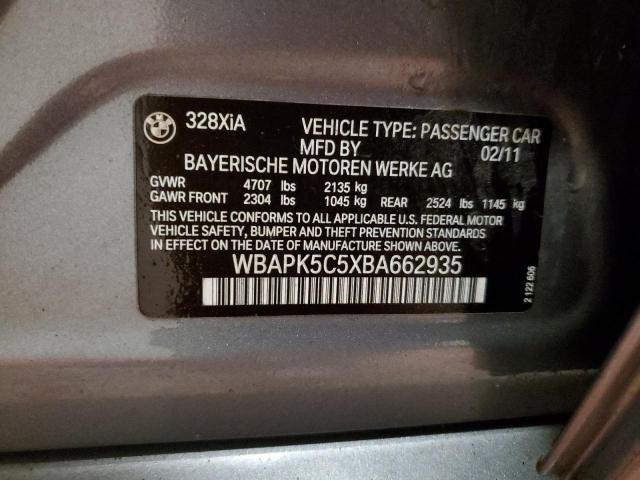 328XiA VEHICLE TYPE: PASSENGER CAR
MFD BY 02/11
BAYERISCHE MOTOREN WERKE AG
GVWR 4707 lbs 2135 kg
GAWR FRONT 2304 lbs 1045 kg REAR 2524 lbs 1145 kg
THIS VEHICLE CONFORMS TO ALL APPLICABLE U.S. FEDERAL MOTOR
VEHICLE SAFETY, BUMPER AND THEFT PREVENTION STANDARDS
IN EFFECT ON THE DATE OF MANUFACTURE SHOWN ABOVE.
WBAPK5C5XBA662935
2 122 606